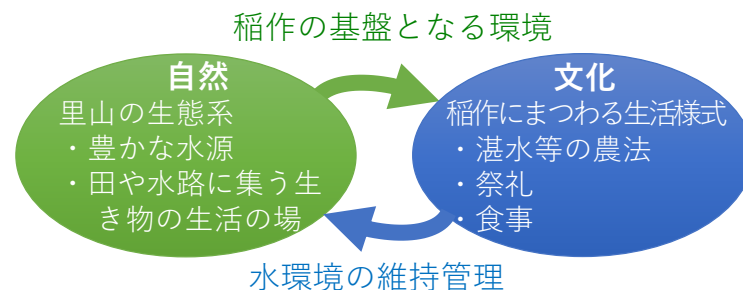 稲作の基盤となる環境
自然
里山の生態系
・豊かな水源
・田や水路に集う生
き物の生活の場
文化
稲作にまつわる生活様式
・湛水等の農法
・祭礼
・食事
水環境の維持管理